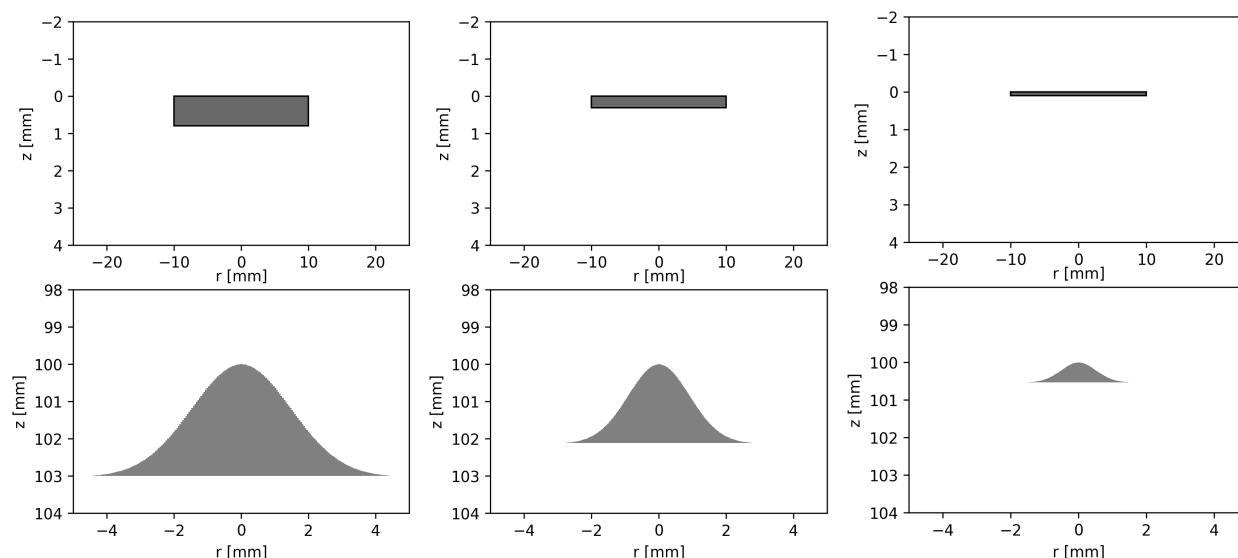 −2 −2 −2
−1 −1 −1
0 0 0
1 1 1
2 2 2
3 3 3
4 4 4
z [mm] z [mm] z [mm]
−20 −10 0 10 20 −20 −10 0 10 20 −20 −10 0 10 20
r [mm] r [mm] r [mm]
98 98 98
99 99 99
100 100 100
101 101 101
102 102 102
103 103 103
104 104 104
z [mm] z [mm] z [mm]
−4 −2 0 2 4 −4 −2 0 2 4 −4 −2 0 2 4
r [mm] r [mm] r [mm]